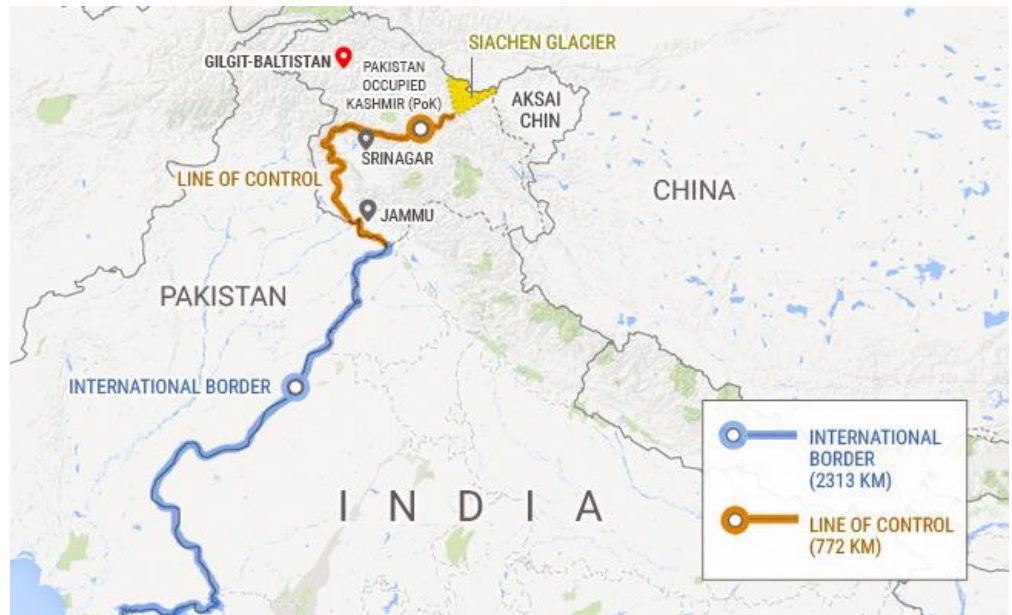 SIACHEN GLACIER
GILGIT-BALTISTAN
PAKISTAN
OCCUPIED
KASHMIR (PoK)
AKSAI
CHIN
SRINAGAR
LINE OF CONTROL
CHINA
JAMMU
PAKISTAN
INTERNATIONAL BORDER
INDIA
INTERNATIONAL
BORDER
(2313 KM)
LINE OF CONTROL
(772 KM)